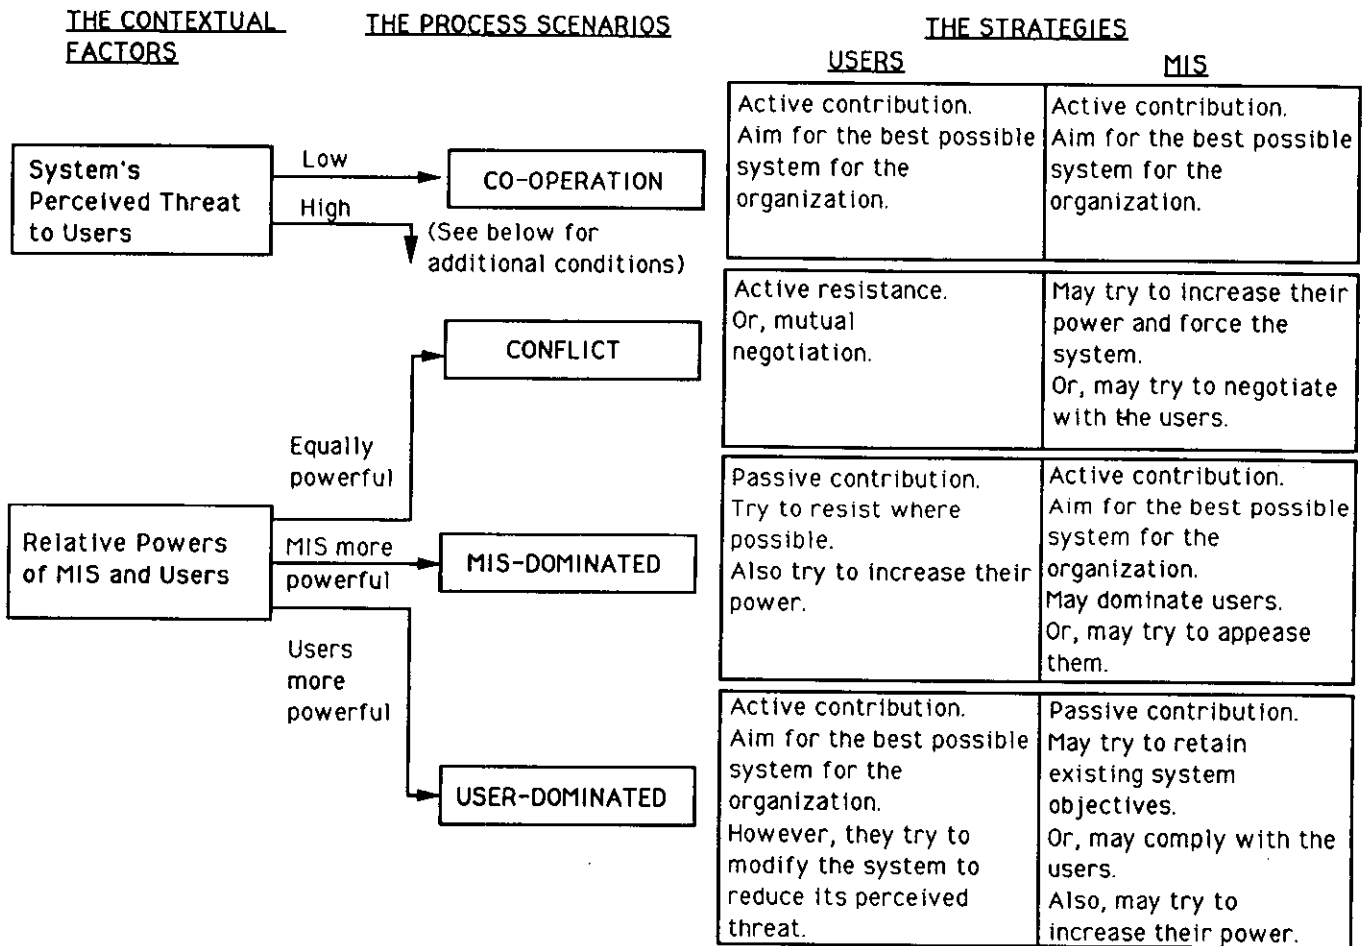 THE CONTEXTUAL
FACTORS
THE PROCESS SCENARIOS
THE STRATEGIES
USERS
MIS
System's
Perceived Threat
to Users
Low
High
CO-OPERATION
(See below for
additional conditions)
Active contribution.
Aim for the best possible
system for the
organization.
Active contribution.
Aim for the best possible
system for the
organization.
CONFLICT
Active resistance.
Or, mutual
negotiation.
May try to increase their
power and force the
system.
Or, may try to negotiate
with the users.
Relative Powers
of MIS and Users
Equally
powerful
MIS more
powerful
Users
more
powerful
MIS-DOMINATED
Passive contribution.
Try to resist where
possible.
Also try to increase their
power.
Active contribution.
Aim for the best possible
system for the
organization.
May dominate users.
Or, may try to appease
them.
USER-DOMINATED
Active contribution.
Aim for the best possible
system for the
organization.
However, they try to
modify the system to
reduce its perceived
threat.
Passive contribution.
May try to retain
existing system
objectives.
Or, may comply with the
users.
Also, may try to
increase their power.